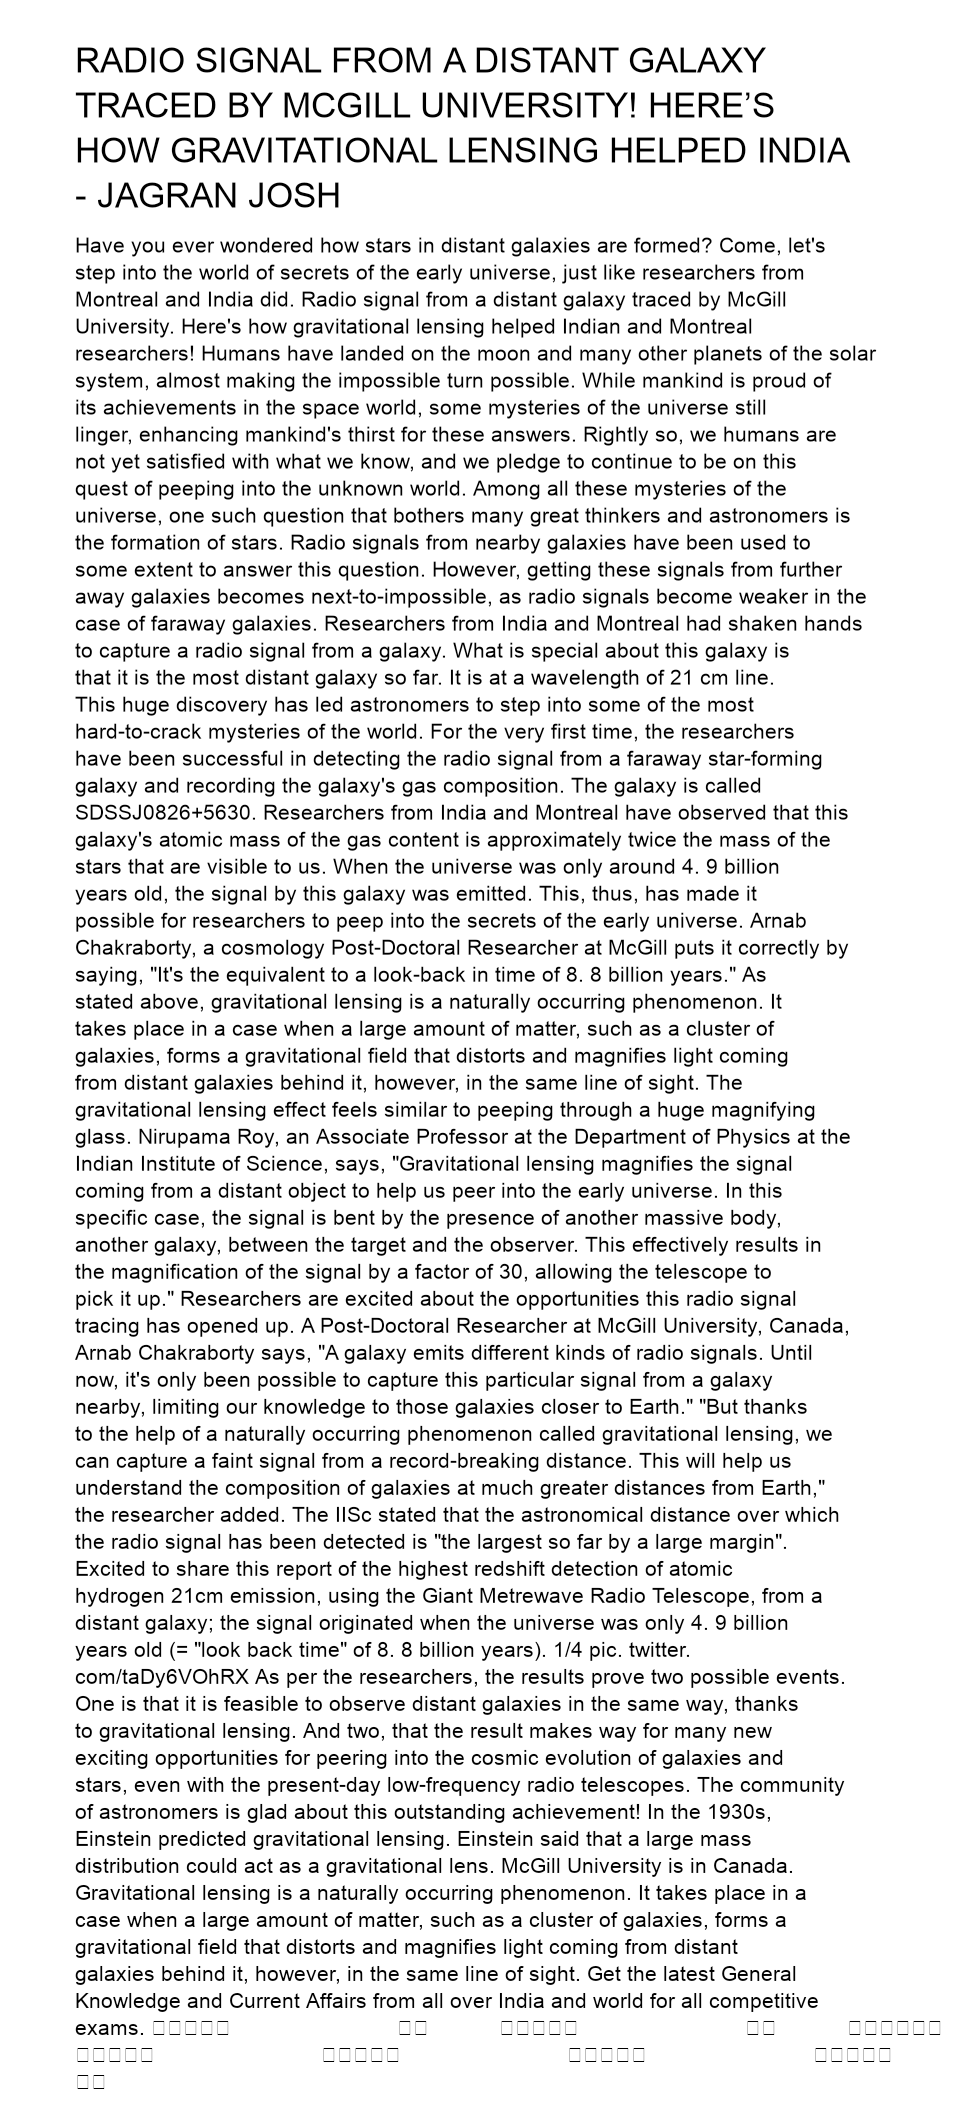 RADIO SIGNAL FROM A DISTANT GALAXY
TRACED BY MCGILL UNIVERSITY! HERE’S
HOW GRAVITATIONAL LENSING HELPED INDIA
- JAGRAN JOSH
Have you ever wondered how stars in distant galaxies are formed? Come, let's
step into the world of secrets of the early universe, just like researchers from
Montreal and India did. Radio signal from a distant galaxy traced by McGill
University. Here's how gravitational lensing helped Indian and Montreal
researchers! Humans have landed on the moon and many other planets of the solar
system, almost making the impossible turn possible. While mankind is proud of
its achievements in the space world, some mysteries of the universe still
linger, enhancing mankind's thirst for these answers. Rightly so, we humans are
not yet satisfied with what we know, and we pledge to continue to be on this
quest of peeping into the unknown world. Among all these mysteries of the
universe, one such question that bothers many great thinkers and astronomers is
the formation of stars. Radio signals from nearby galaxies have been used to
some extent to answer this question. However, getting these signals from further
away galaxies becomes next-to-impossible, as radio signals become weaker in the
case of faraway galaxies. Researchers from India and Montreal had shaken hands
to capture a radio signal from a galaxy. What is special about this galaxy is
that it is the most distant galaxy so far. It is at a wavelength of 21 cm line.
This huge discovery has led astronomers to step into some of the most
hard-to-crack mysteries of the world. For the very first time, the researchers
have been successful in detecting the radio signal from a faraway star-forming
galaxy and recording the galaxy's gas composition. The galaxy is called
SDSSJ0826+5630. Researchers from India and Montreal have observed that this
galaxy's atomic mass of the gas content is approximately twice the mass of the
stars that are visible to us. When the universe was only around 4. 9 billion
years old, the signal by this galaxy was emitted. This, thus, has made it
possible for researchers to peep into the secrets of the early universe. Arnab
Chakraborty, a cosmology Post-Doctoral Researcher at McGill puts it correctly by
saying, "It's the equivalent to a look-back in time of 8. 8 billion years." As
stated above, gravitational lensing is a naturally occurring phenomenon. It
takes place in a case when a large amount of matter, such as a cluster of
galaxies, forms a gravitational field that distorts and magnifies light coming
from distant galaxies behind it, however, in the same line of sight. The
gravitational lensing effect feels similar to peeping through a huge magnifying
glass. Nirupama Roy, an Associate Professor at the Department of Physics at the
Indian Institute of Science, says, "Gravitational lensing magnifies the signal
coming from a distant object to help us peer into the early universe. In this
specific case, the signal is bent by the presence of another massive body,
another galaxy, between the target and the observer. This effectively results in
the magnification of the signal by a factor of 30, allowing the telescope to
pick it up." Researchers are excited about the opportunities this radio signal
tracing has opened up. A Post-Doctoral Researcher at McGill University, Canada,
Arnab Chakraborty says, "A galaxy emits different kinds of radio signals. Until
now, it's only been possible to capture this particular signal from a galaxy
nearby, limiting our knowledge to those galaxies closer to Earth." "But thanks
to the help of a naturally occurring phenomenon called gravitational lensing, we
can capture a faint signal from a record-breaking distance. This will help us
understand the composition of galaxies at much greater distances from Earth,"
the researcher added. The IISc stated that the astronomical distance over which
the radio signal has been detected is "the largest so far by a large margin".
Excited to share this report of the highest redshift detection of atomic
hydrogen 21cm emission, using the Giant Metrewave Radio Telescope, from a
distant galaxy; the signal originated when the universe was only 4. 9 billion
years old (= "look back time" of 8. 8 billion years). 1/4 pic. twitter.
com/taDy6VOhRX As per the researchers, the results prove two possible events.
One is that it is feasible to observe distant galaxies in the same way, thanks
to gravitational lensing. And two, that the result makes way for many new
exciting opportunities for peering into the cosmic evolution of galaxies and
stars, even with the present-day low-frequency radio telescopes. The community
of astronomers is glad about this outstanding achievement! In the 1930s,
Einstein predicted gravitational lensing. Einstein said that a large mass
distribution could act as a gravitational lens. McGill University is in Canada.
Gravitational lensing is a naturally occurring phenomenon. It takes place in a
case when a large amount of matter, such as a cluster of galaxies, forms a
gravitational field that distorts and magnifies light coming from distant
galaxies behind it, however, in the same line of sight. Get the latest General
Knowledge and Current Affairs from all over India and world for all competitive
exams.